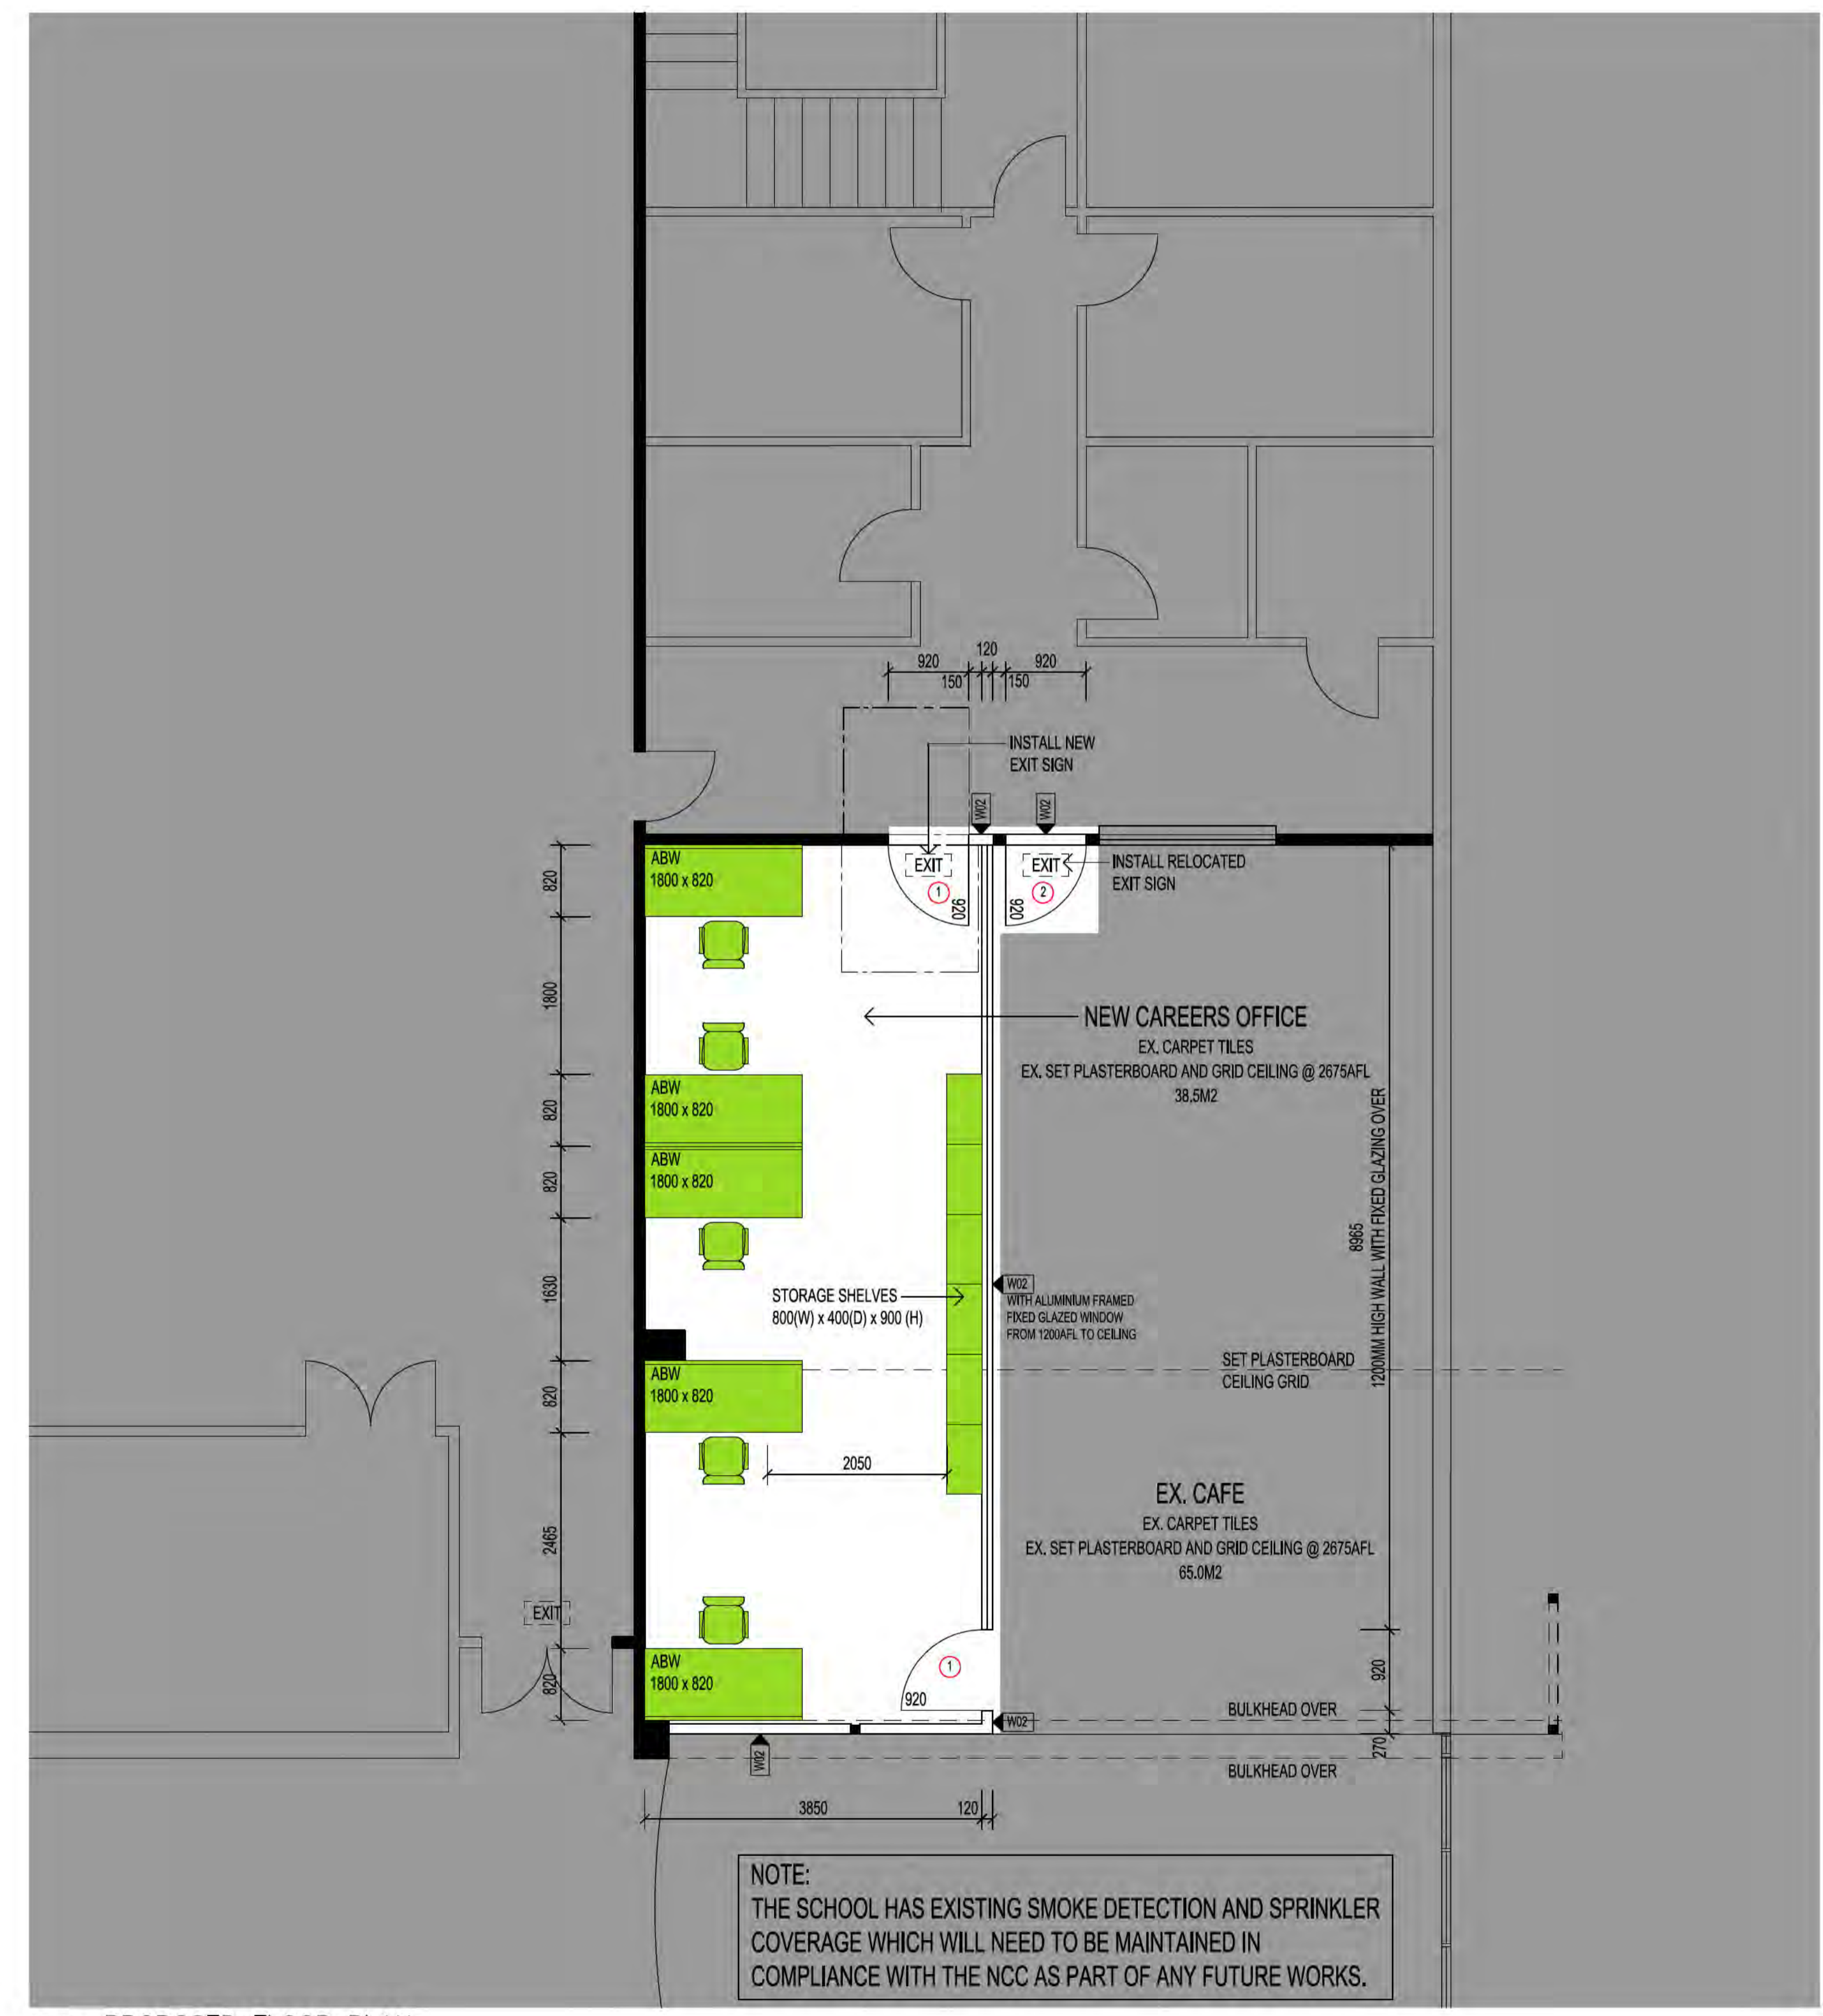 920
120
920
150
150
INSTALL NEW
EXIT SIGN
W02
W02
EXIT
EXIT
INSTALL RELOCATED
EXIT SIGN
1
2
920
920
ABW
1800 x 820
820
1800
NEW CAREERS OFFICE
EX. CARPET TILES
EX. SET PLASTERBOARD AND GRID CEILING @ 2675AFL
38.5M2
ABW
1800 x 820
820
ABW
1800 x 820
820
8965
1200MM HIGH WALL WITH FIXED GLAZING OVER
1630
STORAGE SHELVES
800(W) x 400(D) x 900 (H)
W02
WITH ALUMINIUM FRAMED
FIXED GLAZED WINDOW
FROM 1200AFL TO CEILING
SET PLASTERBOARD
CEILING GRID
ABW
1800 x 820
820
2050
EX. CAFE
EX. CARPET TILES
EX. SET PLASTERBOARD AND GRID CEILING @ 2675AFL
65.0M2
2465
EXIT
ABW
1800 x 820
820
1
920
920
BULKHEAD OVER
W02
270
W02
BULKHEAD OVER
3850
120
NOTE:
THE SCHOOL HAS EXISTING SMOKE DETECTION AND SPRINKLER
COVERAGE WHICH WILL NEED TO BE MAINTAINED IN
COMPLIANCE WITH THE NCC AS PART OF ANY FUTURE WORKS.